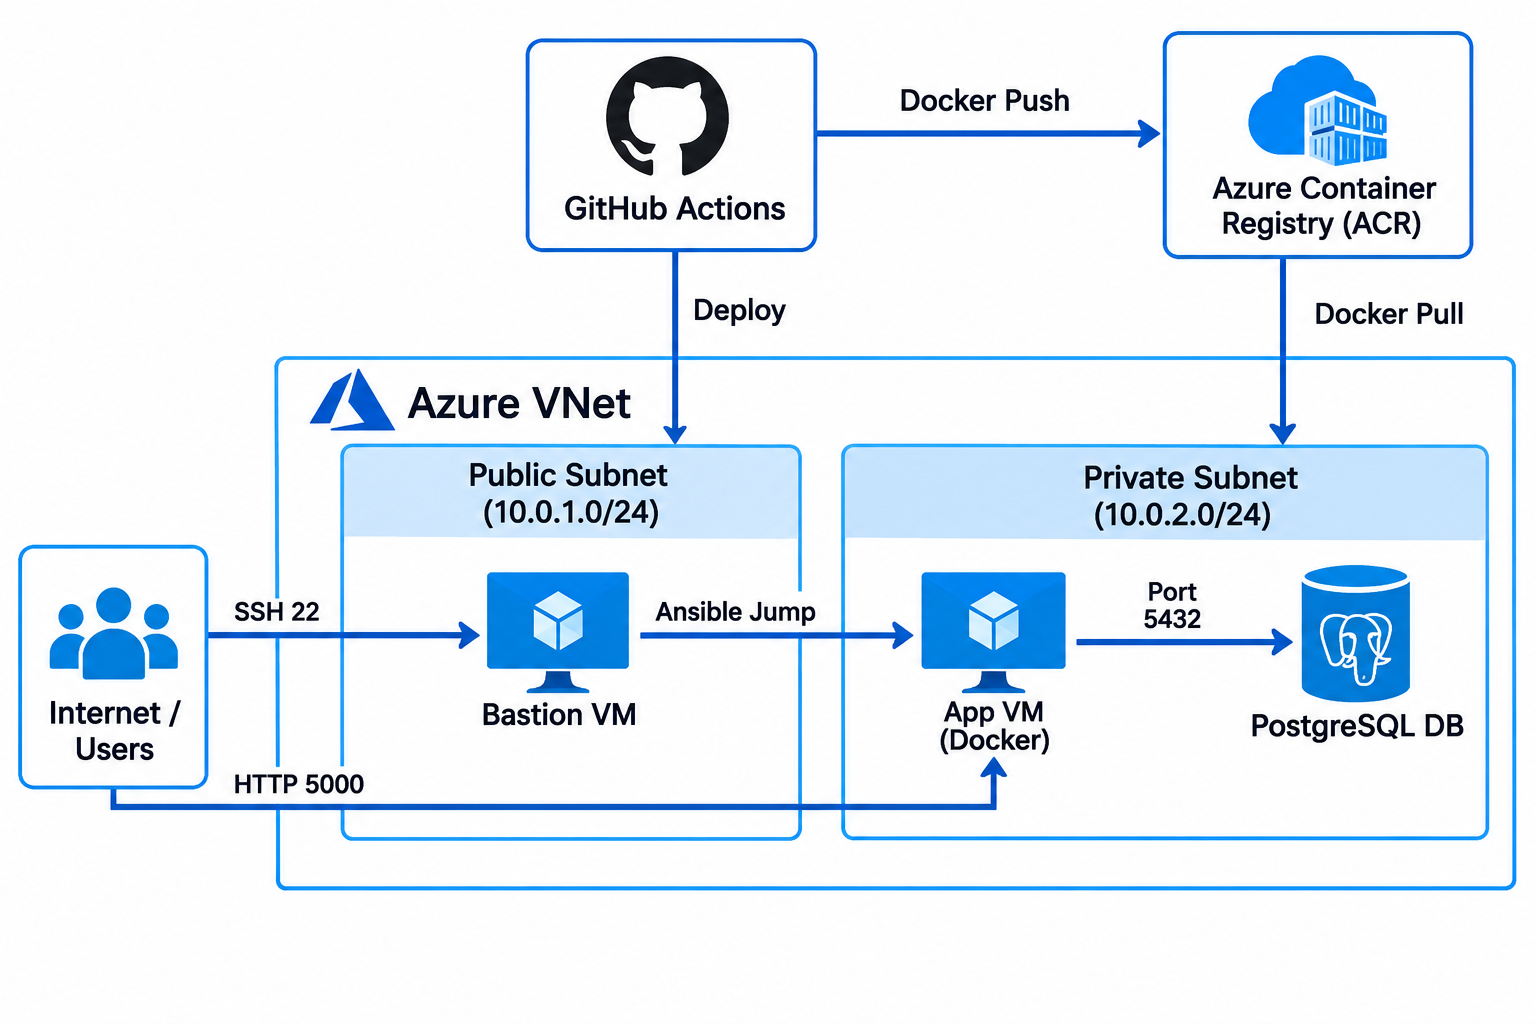 GitHub Actions
Docker Push
Azure Container
Registry (ACR)
Deploy
Docker Pull
Azure VNet
Public Subnet
(10.0.1.0/24)
Private Subnet
(10.0.2.0/24)
Internet /
Users
SSH 22
Bastion VM
Ansible Jump
App VM
(Docker)
Port
5432
PostgreSQL DB
HTTP 5000